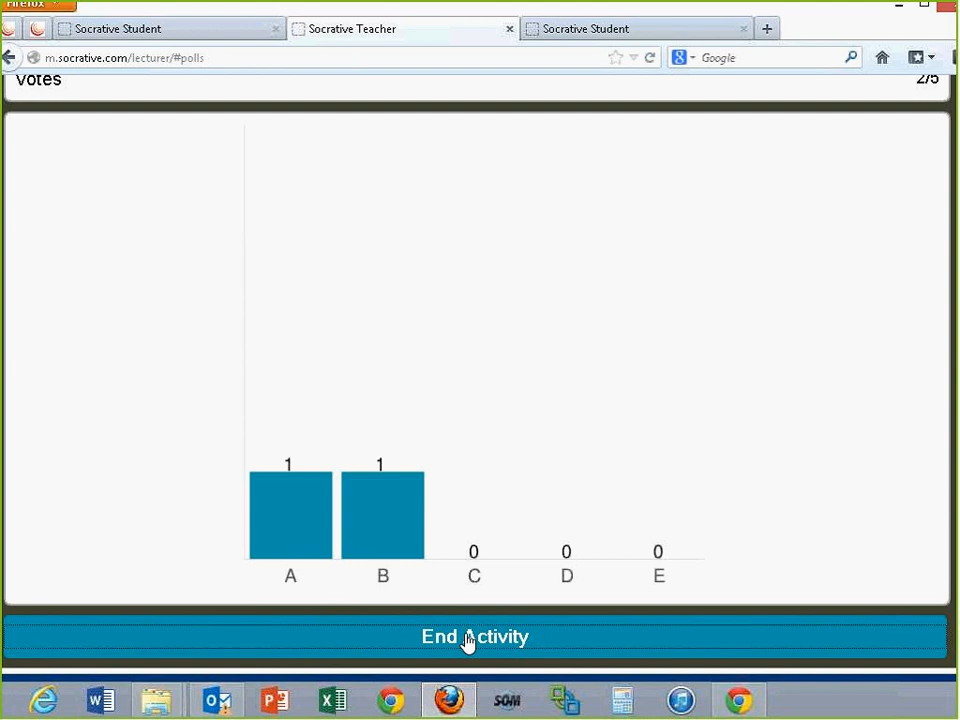 Firefox
Socrative Student
Socrative Teacher
Socrative Student
m.socrative.com/lecturer/#polls
Google
Votes
2/5
1 1 0 0 0
A B C D E
End Activity
SOM